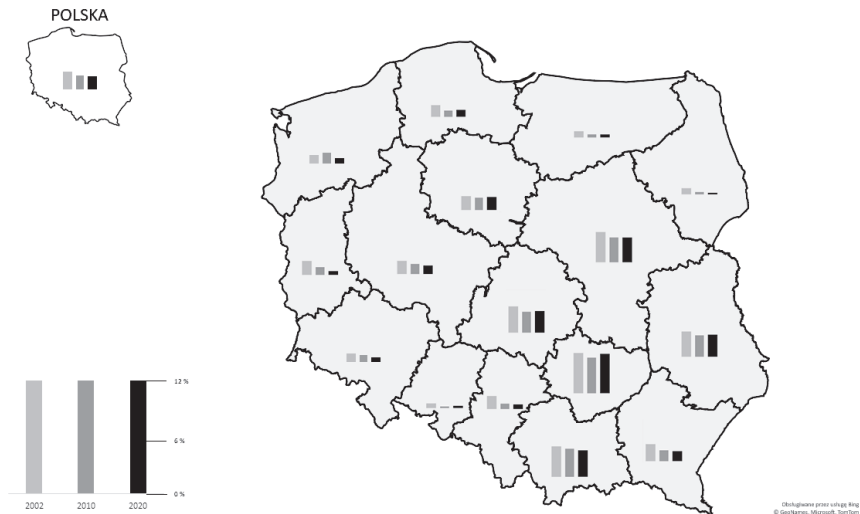 POLSKA
12 %
6 %
0 %
2002 2010 2020
Obsługiwane przez usługę Bing
© GeoNames, Microsoft, TomTom